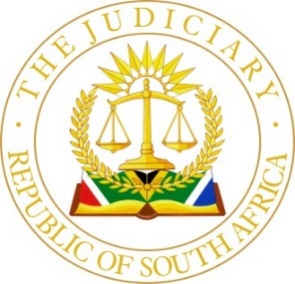 · THE JUDICIARY ·
REPUBLIC OF SOUTH AFRICA